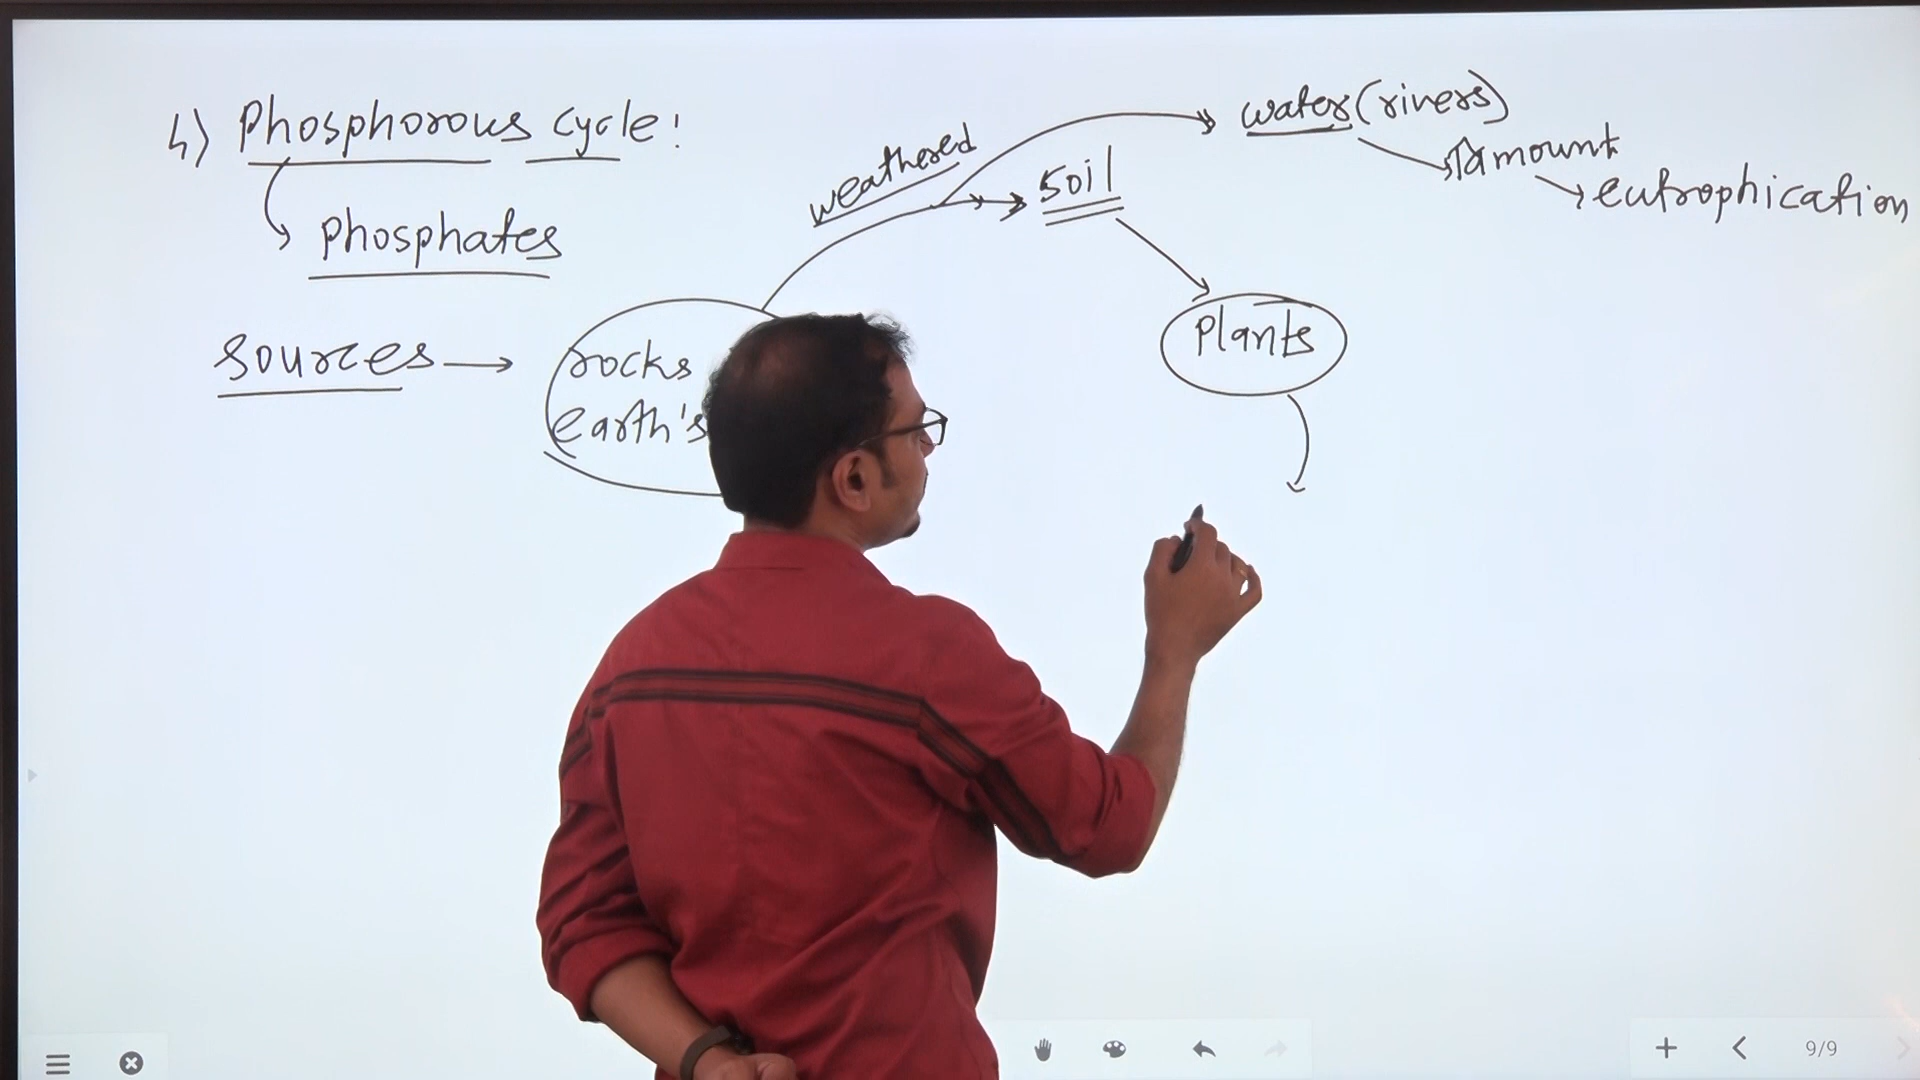 4) Phosphorous cycle:
phosphates
sources → rocks
earth's
weathered
soil
water (rivers)
↑amount
eutrophication
Plants
9/9